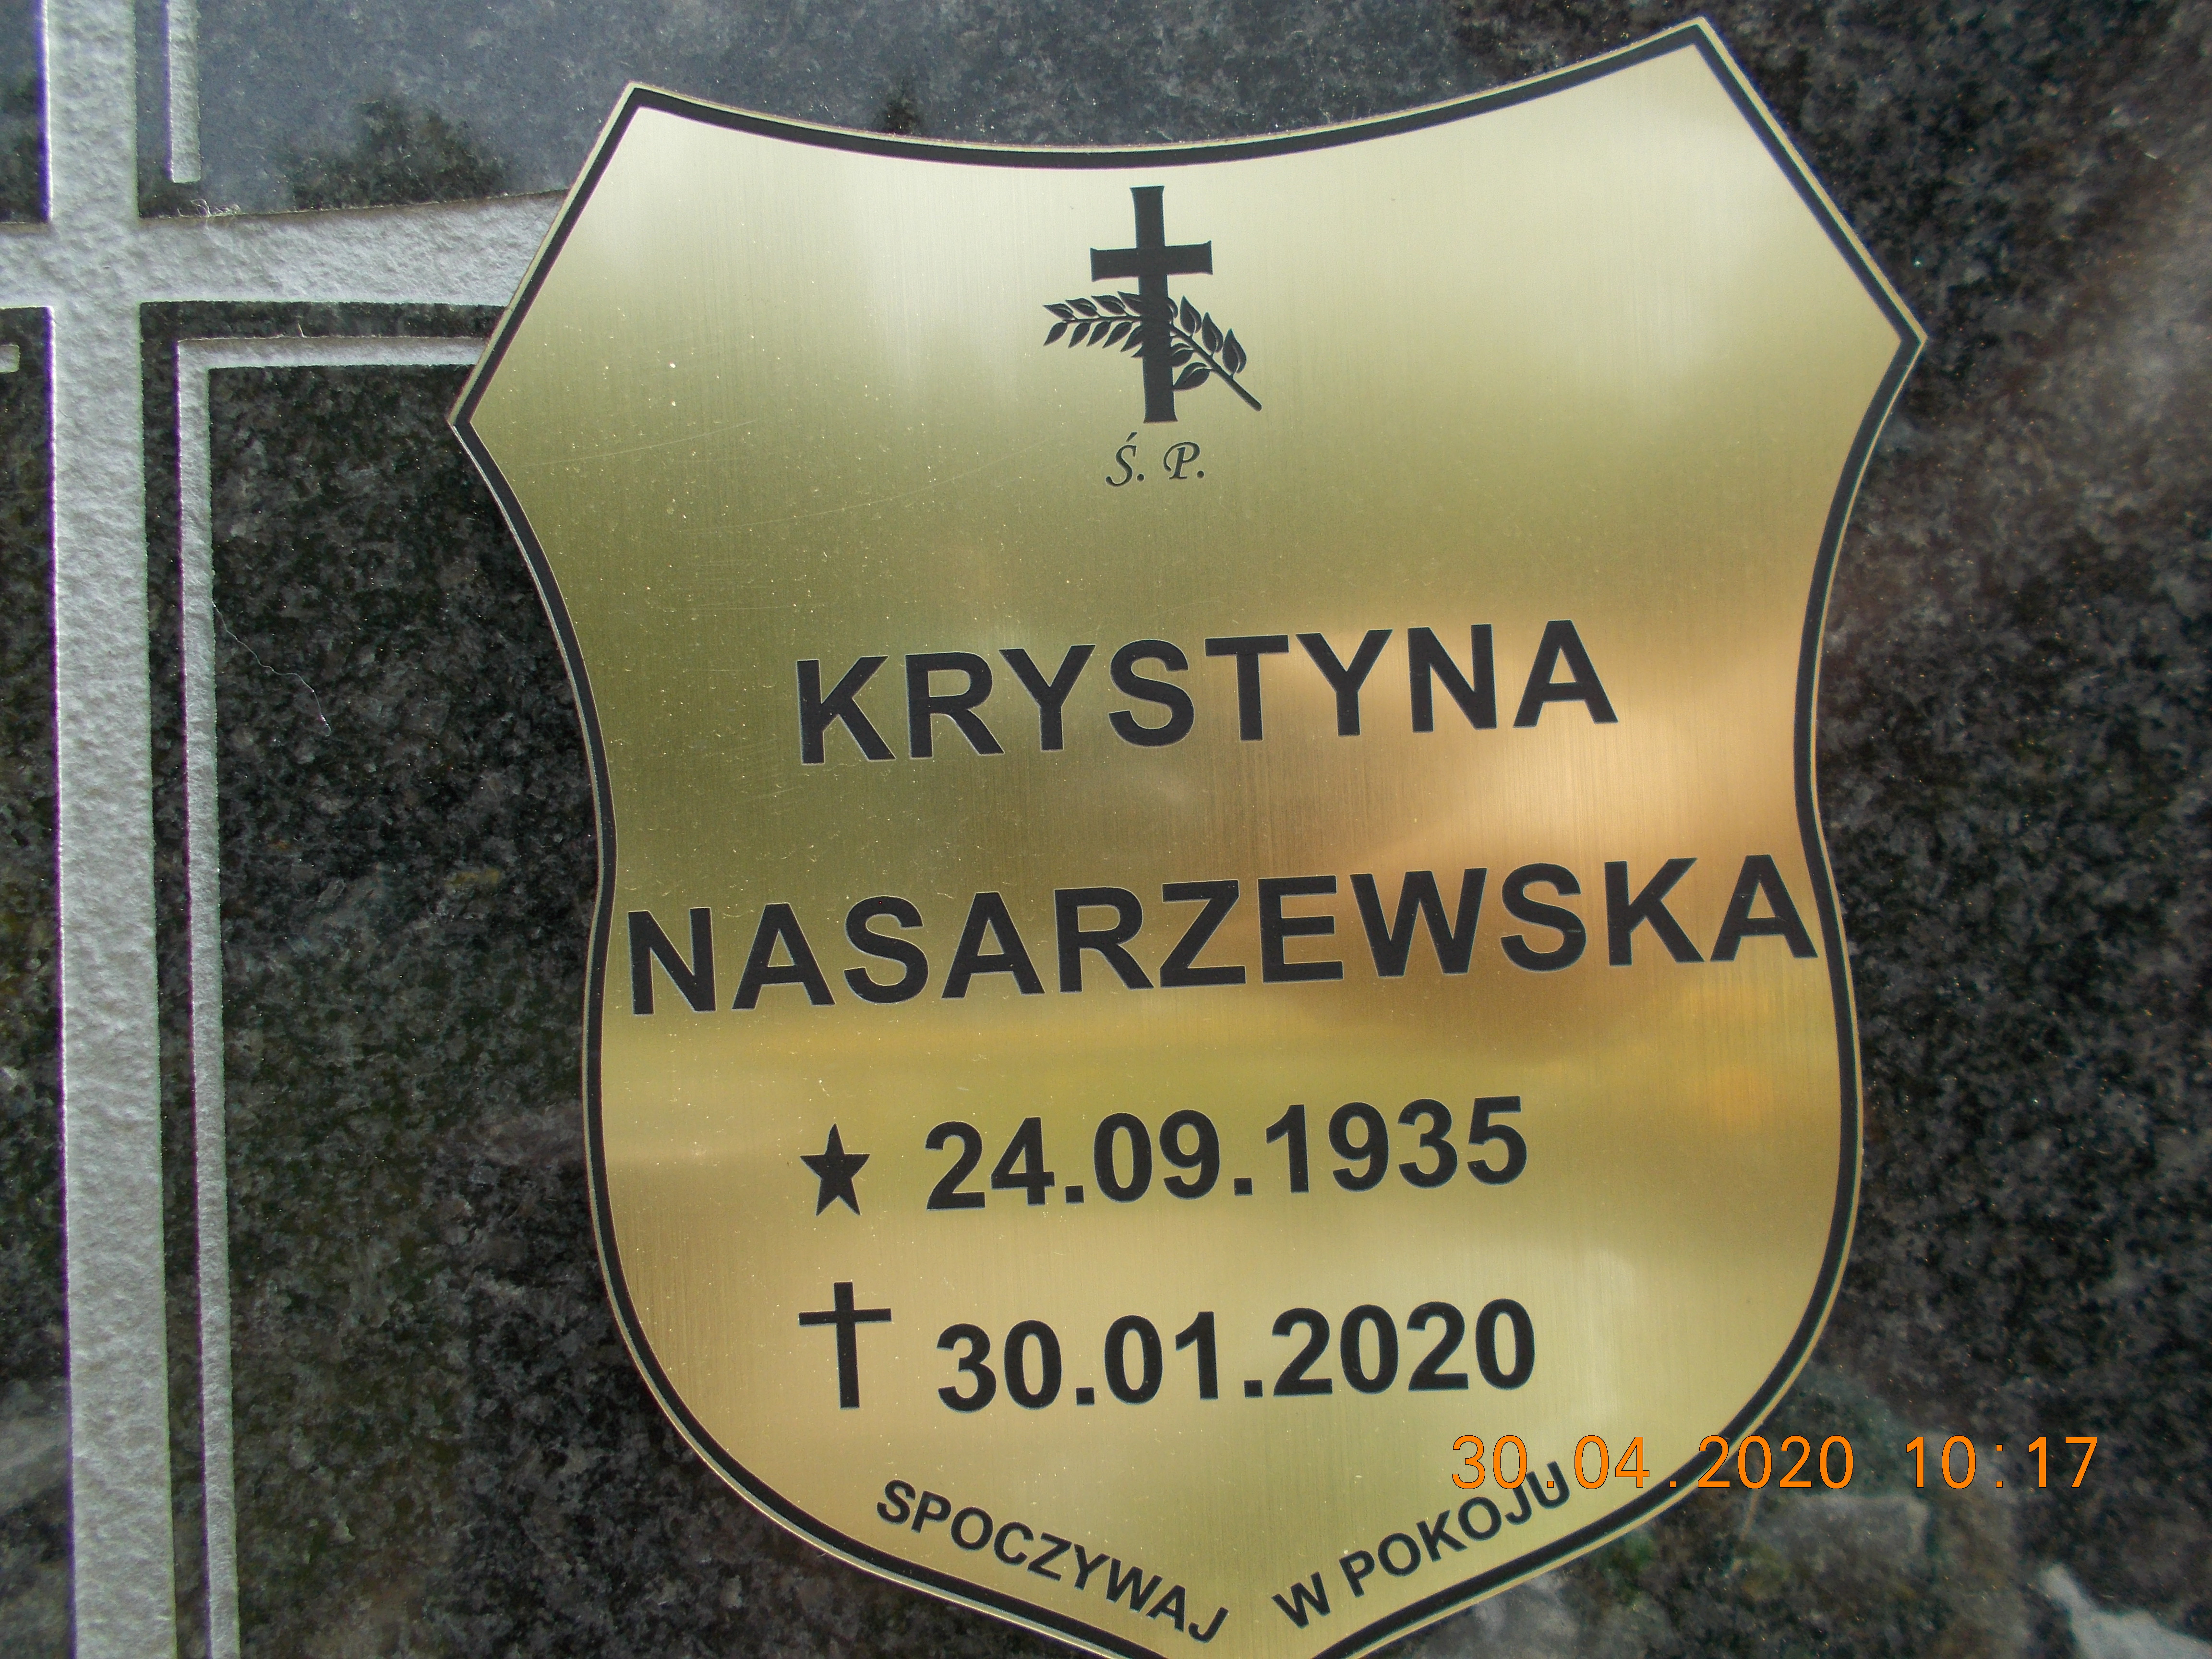 Ś. P.
KRYSTYNA
NASARZEWSKA
★ 24.09.1935
✝ 30.01.2020
SPOCZYWAJ W POKOJU
30.04.2020 10:17